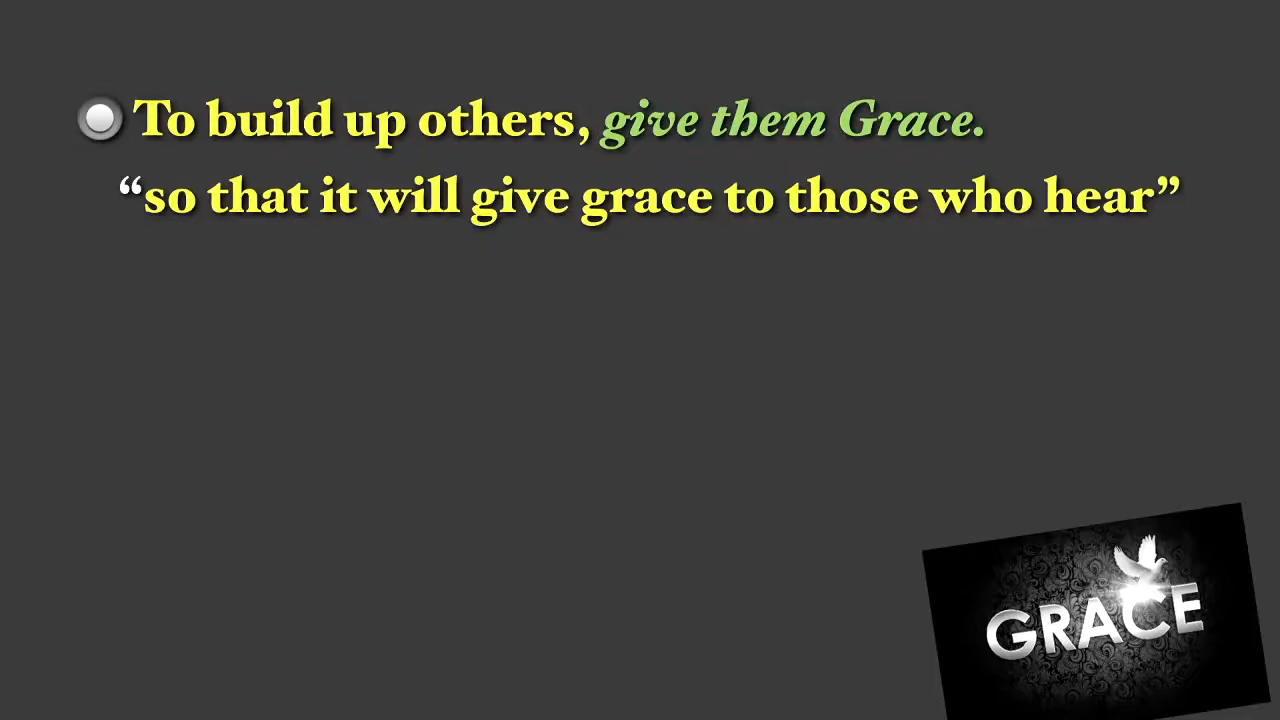 To build up others, give them Grace.
“so that it will give grace to those who hear”
GRACE